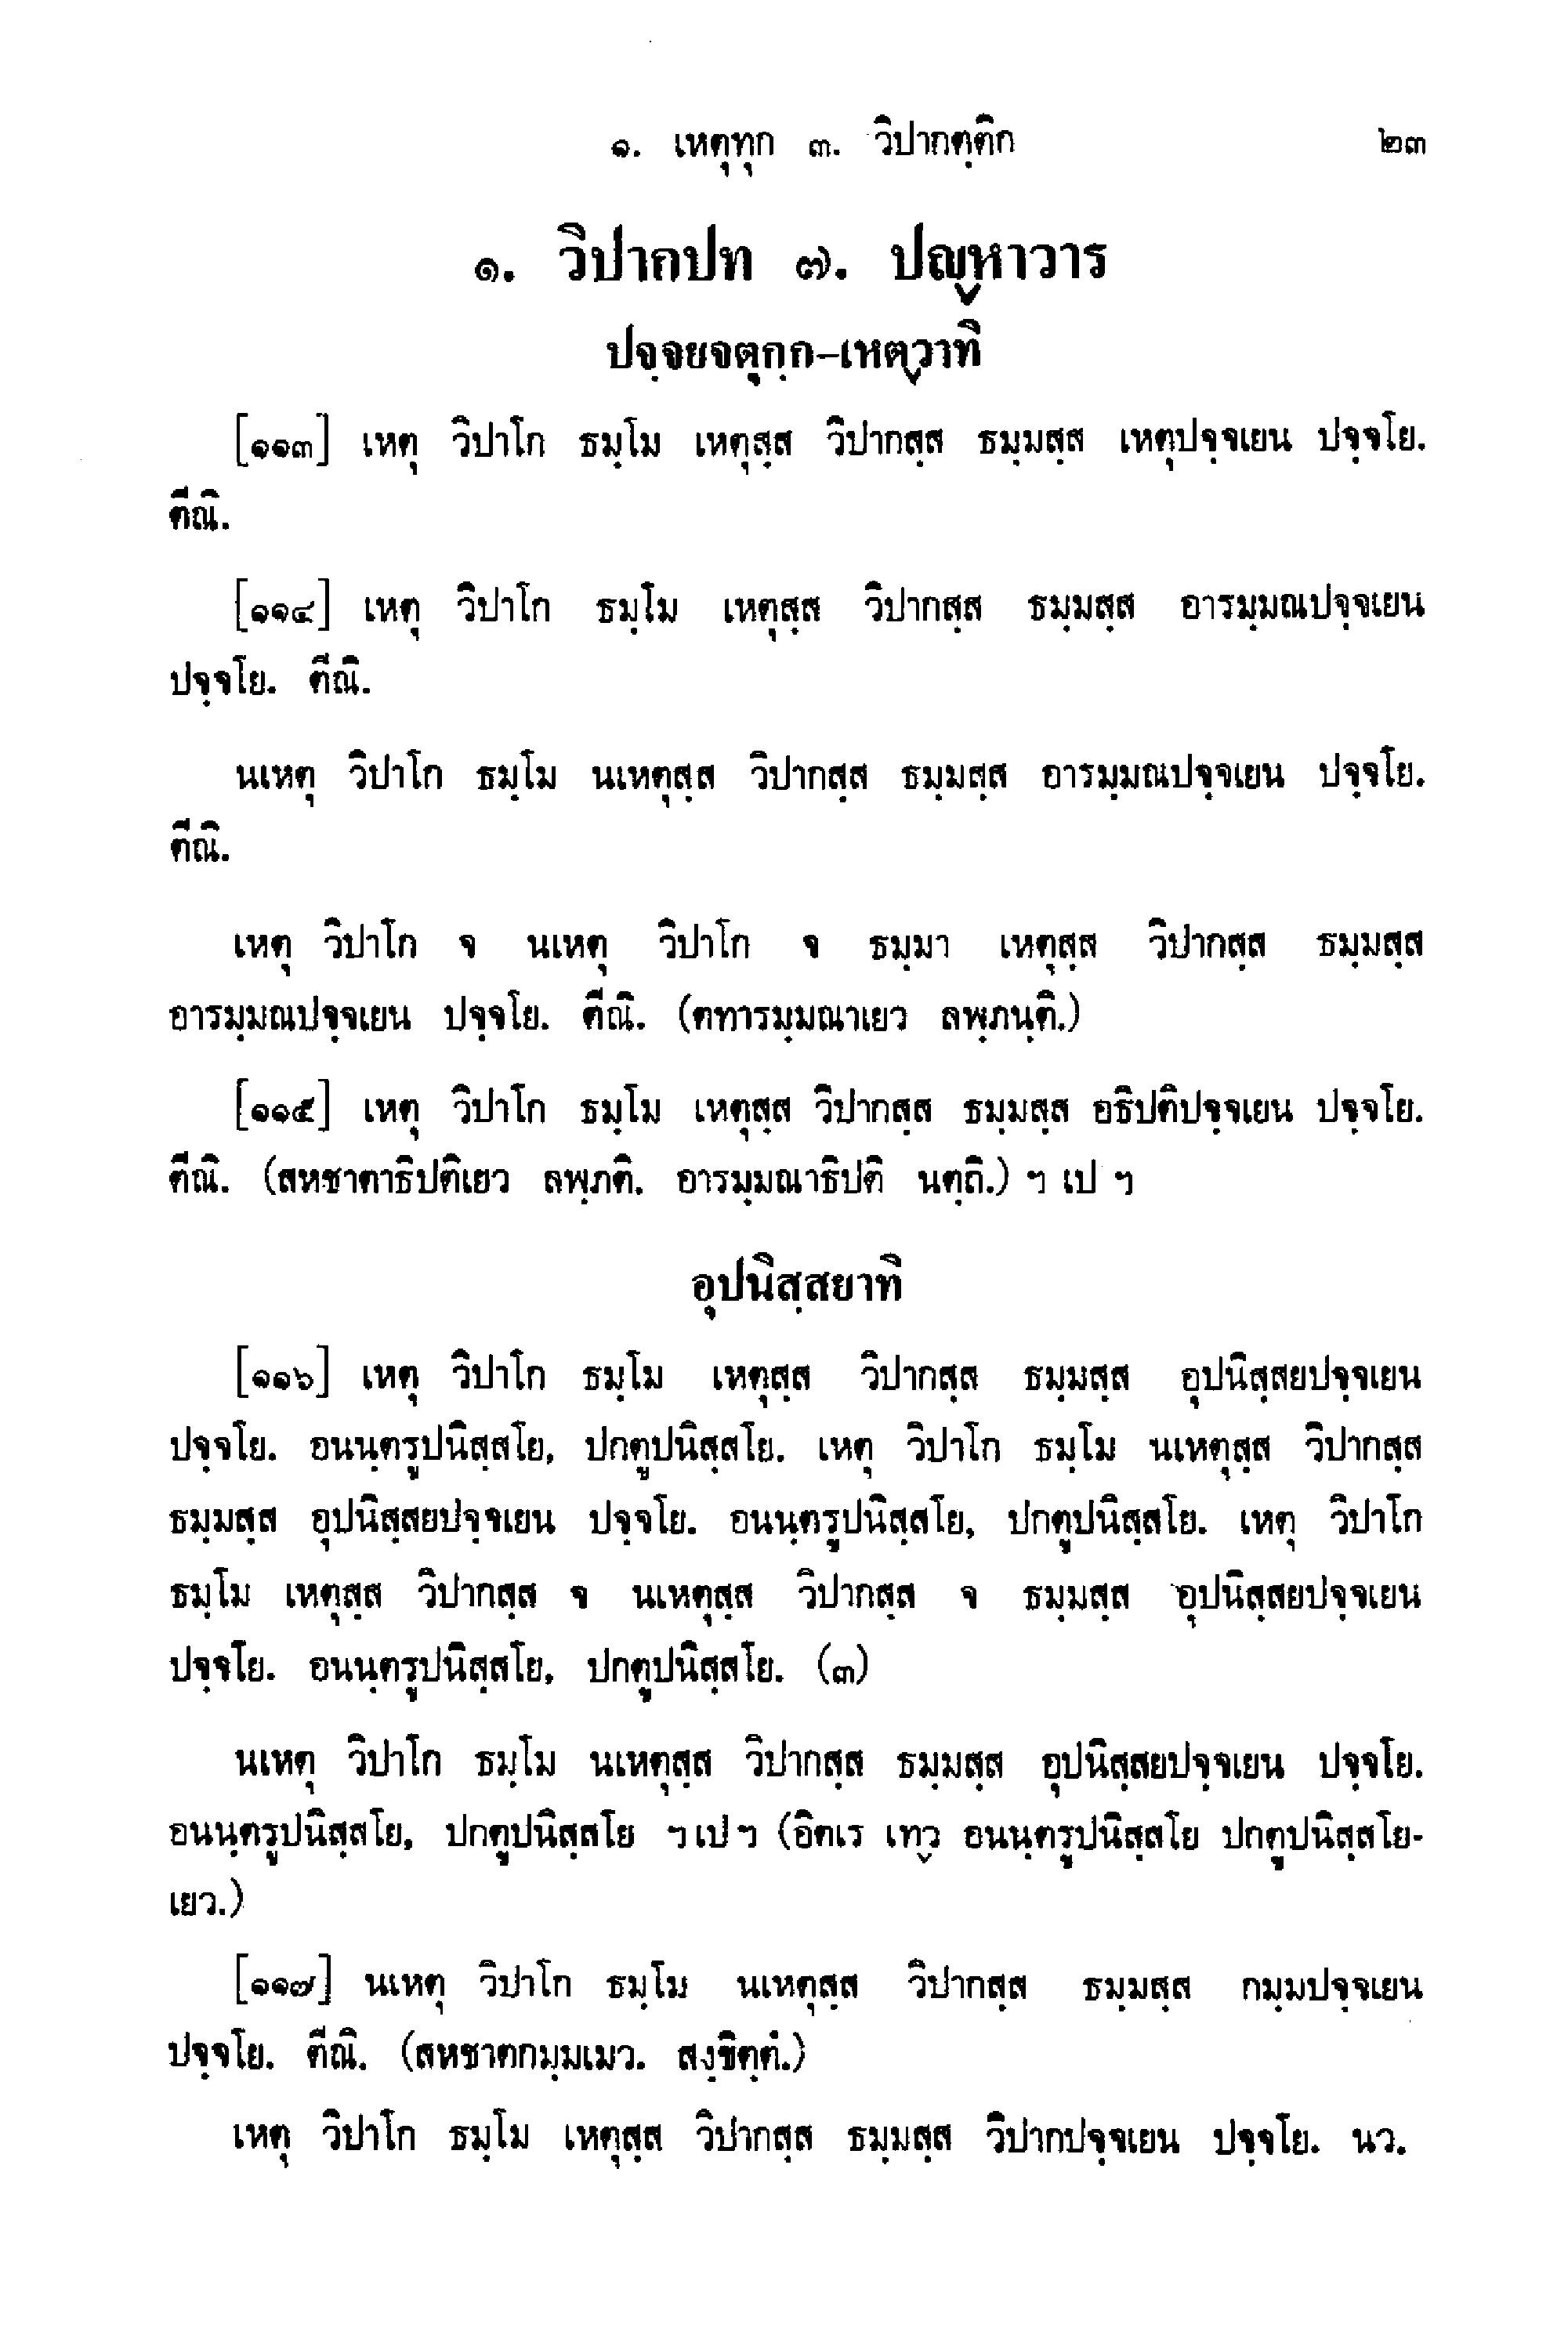 ๑. เหตุทุก ๓. วิปากตฺติก ๒๓
๑. วิปากปท ๗. ปญฺหาวาร
ปจฺจยจตุกฺก-เหตุวาทิ
[๑๑๓] เหตุ วิปาโก ธมฺโม เหตุสฺส วิปากสฺส ธมฺมสฺส เหตุปจฺจเยน ปจฺจโย.
ตีณิ.
[๑๑๔] เหตุ วิปาโก ธมฺโม เหตุสฺส วิปากสฺส ธมฺมสฺส อารมฺมณปจฺจเยน
ปจฺจโย. ตีณิ.
นเหตุ วิปาโก ธมฺโม นเหตุสฺส วิปากสฺส ธมฺมสฺส อารมฺมณปจฺจเยน ปจฺจโย.
ตีณิ.
เหตุ วิปาโก จ นเหตุ วิปาโก จ ธมฺมา เหตุสฺส วิปากสฺส ธมฺมสฺส
อารมฺมณปจฺจเยน ปจฺจโย. ตีณิ. (ตทารมฺมณาเยว ลพฺภนฺติ.)
[๑๑๕] เหตุ วิปาโก ธมฺโม เหตุสฺส วิปากสฺส ธมฺมสฺส อธิปติปจฺจเยน ปจฺจโย.
ตีณิ. (สหชาตาธิปติเยว ลพฺภติ. อารมฺมณาธิปติ นตฺถิ.) ฯ เป ฯ
อุปนิสฺสยาทิ
[๑๑๖] เหตุ วิปาโก ธมฺโม เหตุสฺส วิปากสฺส ธมฺมสฺส อุปนิสฺสยปจฺจเยน
ปจฺจโย. อนนฺตรูปนิสฺสโย, ปกตูปนิสฺสโย. เหตุ วิปาโก ธมฺโม นเหตุสฺส วิปากสฺส
ธมฺมสฺส อุปนิสฺสยปจฺจเยน ปจฺจโย. อนนฺตรูปนิสฺสโย, ปกตูปนิสฺสโย. เหตุ วิปาโก
ธมฺโม เหตุสฺส วิปากสฺส จ นเหตุสฺส วิปากสฺส จ ธมฺมสฺส อุปนิสฺสยปจฺจเยน
ปจฺจโย. อนนฺตรูปนิสฺสโย, ปกตูปนิสฺสโย. (๓)
นเหตุ วิปาโก ธมฺโม นเหตุสฺส วิปากสฺส ธมฺมสฺส อุปนิสฺสยปจฺจเยน ปจฺจโย.
อนนฺตรูปนิสฺสโย, ปกตูปนิสฺสโย ฯ เป ฯ (อิตเร เทฺว อนนฺตรูปนิสฺสโย ปกตูปนิสฺสโย-
เยว.)
[๑๑๗] นเหตุ วิปาโก ธมฺโม นเหตุสฺส วิปากสฺส ธมฺมสฺส กมฺมปจฺจเยน
ปจฺจโย. ตีณิ. (สหชาตกมฺมเมว. สงฺขิตฺตํ.)
เหตุ วิปาโก ธมฺโม เหตุสฺส วิปากสฺส ธมฺมสฺส วิปากปจฺจเยน ปจฺจโย. นว.